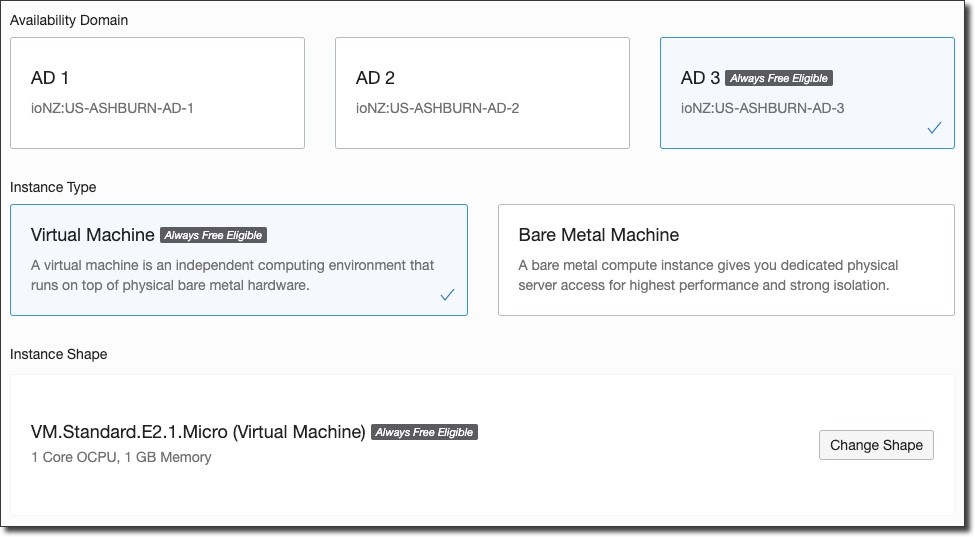 Availability Domain
AD 1
ioNZ:US-ASHBURN-AD-1
AD 2
ioNZ:US-ASHBURN-AD-2
AD 3 Always Free Eligible
ioNZ:US-ASHBURN-AD-3
Instance Type
Virtual Machine Always Free Eligible
A virtual machine is an independent computing environment that
runs on top of physical bare metal hardware.
Bare Metal Machine
A bare metal compute instance gives you dedicated physical
server access for highest performance and strong isolation.
Instance Shape
VM.Standard.E2.1.Micro (Virtual Machine) Always Free Eligible
1 Core OCPU, 1 GB Memory
Change Shape